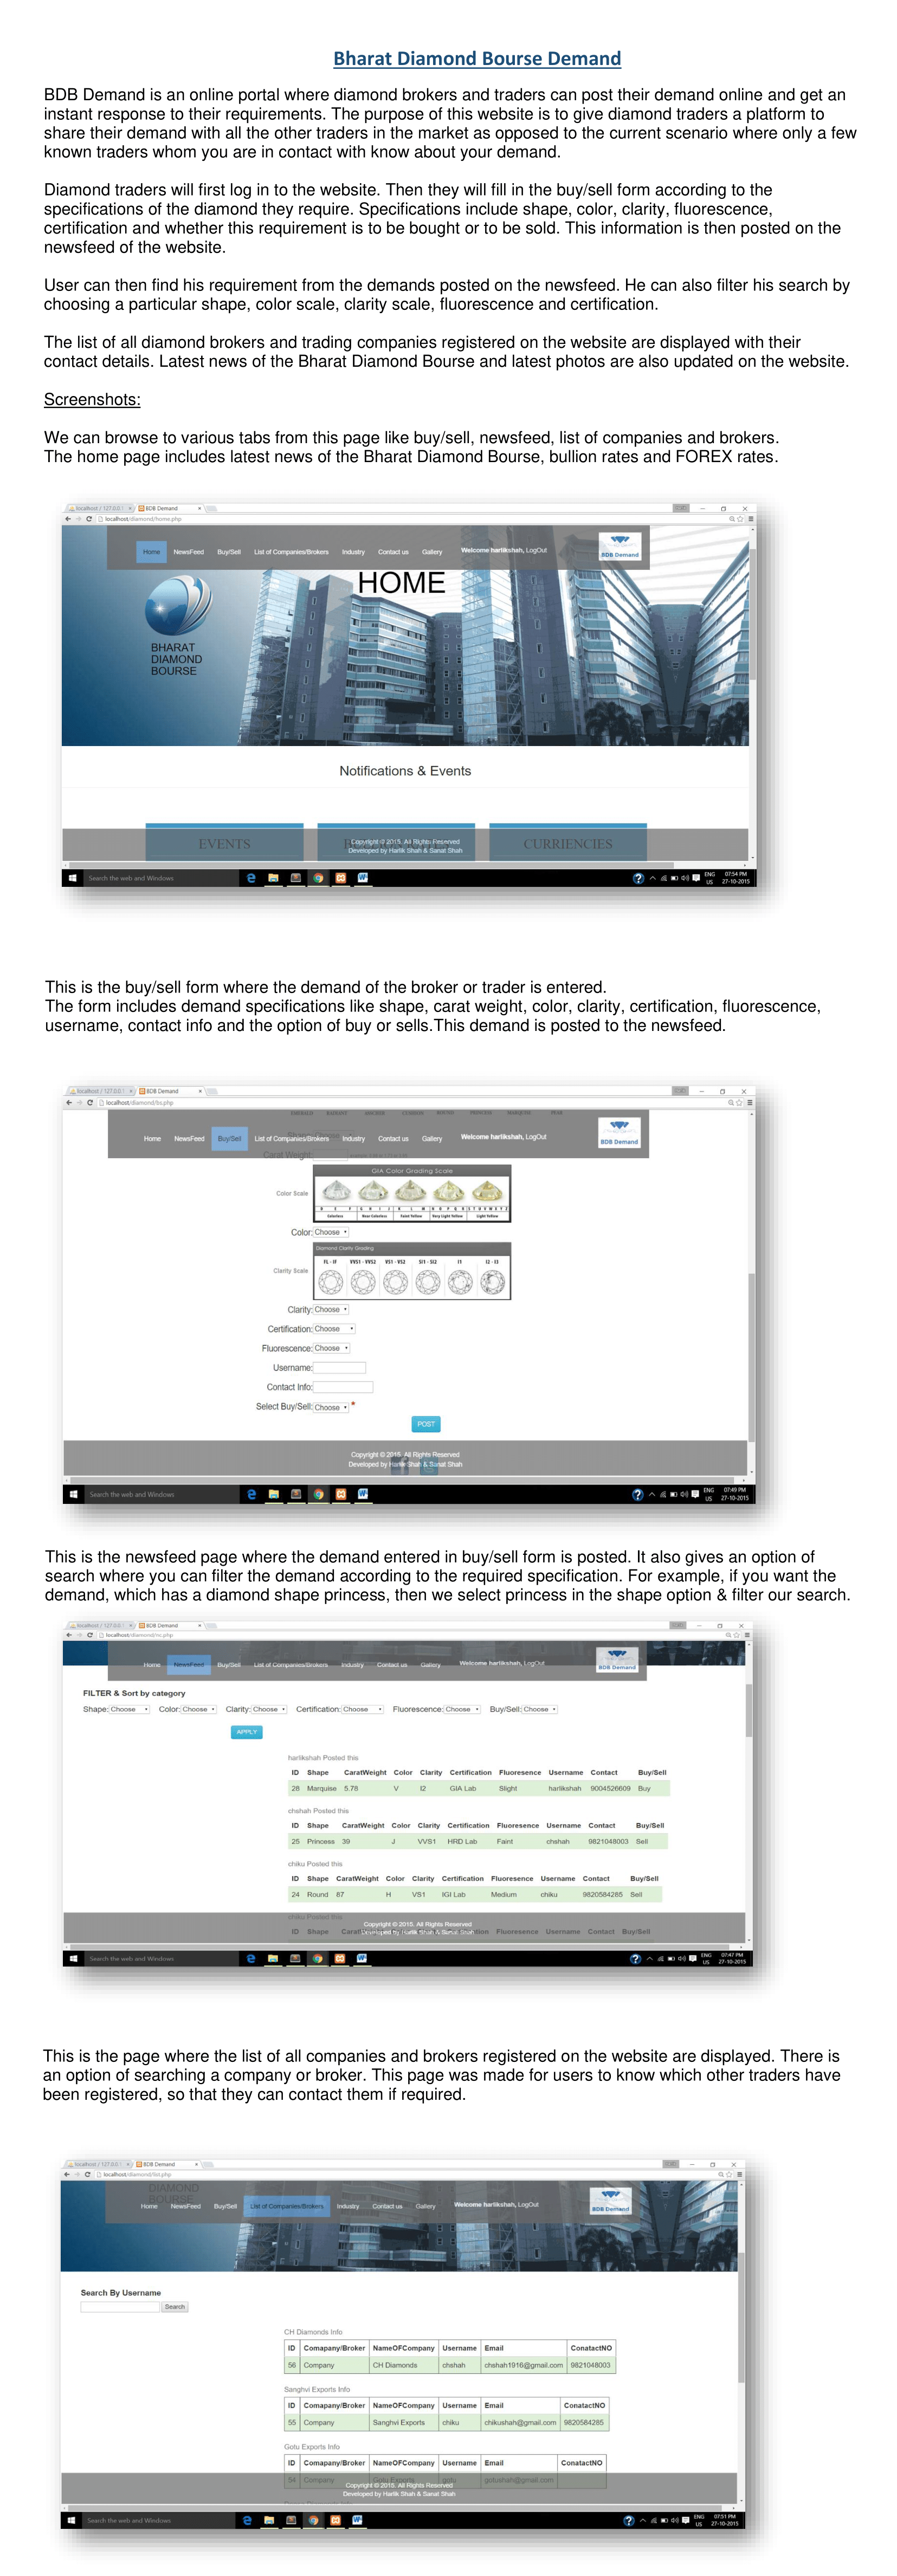 Bharat Diamond Bourse Demand
BDB Demand is an online portal where diamond brokers and traders can post their demand online and get an
instant response to their requirements. The purpose of this website is to give diamond traders a platform to
share their demand with all the other traders in the market as opposed to the current scenario where only a few
known traders whom you are in contact with know about your demand.
Diamond traders will first log in to the website. Then they will fill in the buy/sell form according to the
specifications of the diamond they require. Specifications include shape, color, clarity, fluorescence,
certification and whether this requirement is to be bought or to be sold. This information is then posted on the
newsfeed of the website.
User can then find his requirement from the demands posted on the newsfeed. He can also filter his search by
choosing a particular shape, color scale, clarity scale, fluorescence and certification.
The list of all diamond brokers and trading companies registered on the website are displayed with their
contact details. Latest news of the Bharat Diamond Bourse and latest photos are also updated on the website.
Screenshots:
We can browse to various tabs from this page like buy/sell, newsfeed, list of companies and brokers.
The home page includes latest news of the Bharat Diamond Bourse, bullion rates and FOREX rates.
localhost / 127.0.0.1 BDB Demand
localhost/diamond/home.php
Home NewsFeed Buy/Sell List of Companies/Brokers Industry Contact us Gallery Welcome harlikshah, LogOut
BDB Demand
HOME
BHARAT
DIAMOND
BOURSE
Notifications & Events
EVENTS CURRIENCIES
Copyright © 2015. All Rights Reserved
Developed by Harlik Shah & Sanat Shah
Search the web and Windows ENG 07:54 PM
US 27-10-2015
This is the buy/sell form where the demand of the broker or trader is entered.
The form includes demand specifications like shape, carat weight, color, clarity, certification, fluorescence,
username, contact info and the option of buy or sells.This demand is posted to the newsfeed.
localhost / 127.0.0.1 BDB Demand
localhost/diamond/bs.php
Home NewsFeed Buy/Sell List of Companies/Brokers Industry Contact us Gallery Welcome harlikshah, LogOut
BDB Demand
Carat Weight:
GIA Color Grading Scale
Color Scale
D E F G H I J K L M N O P Q R S T U V W X Y Z
Colorless Near Colorless Faint Yellow Very Light Yellow Light Yellow
Color: Choose
Diamond Clarity Grading
FL - IF VVS1 - VVS2 VS1 - VS2 SI1 - SI2 I1 I2 - I3
Clarity Scale
Clarity: Choose
Certification: Choose
Fluorescence: Choose
Username:
Contact Info:
Select Buy/Sell: Choose *
POST
Copyright © 2015. All Rights Reserved
Developed by Harlik Shah & Sanat Shah
Search the web and Windows ENG 07:49 PM
US 27-10-2015
This is the newsfeed page where the demand entered in buy/sell form is posted. It also gives an option of
search where you can filter the demand according to the required specification. For example, if you want the
demand, which has a diamond shape princess, then we select princess in the shape option & filter our search.
localhost / 127.0.0.1 BDB Demand
localhost/diamond/nc.php
Home NewsFeed Buy/Sell List of Companies/Brokers Industry Contact us Gallery Welcome harlikshah, LogOut
BDB Demand
FILTER & Sort by category
Shape: Choose Color: Choose Clarity: Choose Certification: Choose Fluorescence: Choose Buy/Sell: Choose
APPLY
harlikshah Posted this
ID Shape CaratWeight Color Clarity Certification Fluoresence Username Contact Buy/Sell
28 Marquise 5.78 V I2 GIA Lab Slight harlikshah 9004526609 Buy
chshah Posted this
ID Shape CaratWeight Color Clarity Certification Fluoresence Username Contact Buy/Sell
25 Princess 39 J VVS1 HRD Lab Faint chshah 9821048003 Sell
chiku Posted this
ID Shape CaratWeight Color Clarity Certification Fluoresence Username Contact Buy/Sell
24 Round 87 H VS1 IGI Lab Medium chiku 9820584285 Sell
chiku Posted this
Copyright © 2015. All Rights Reserved
ID Shape Fluoresence Username Contact Buy/Sell
Developed by Harlik Shah & Sanat Shah
Search the web and Windows ENG 07:47 PM
US 27-10-2015
This is the page where the list of all companies and brokers registered on the website are displayed. There is
an option of searching a company or broker. This page was made for users to know which other traders have
been registered, so that they can contact them if required.
localhost / 127.0.0.1 BDB Demand
localhost/diamond/list.php
DIAMOND
BOURSE
Home NewsFeed Buy/Sell List of Companies/Brokers Industry Contact us Gallery Welcome harlikshah, LogOut
BDB Demand
Search By Username
Search
CH Diamonds Info
ID Comapany/Broker NameOFCompany Username Email ConatactNO
56 Company CH Diamonds chshah chshah1916@gmail.com 9821048003
Sanghvi Exports Info
ID Comapany/Broker NameOFCompany Username Email ConatactNO
55 Company Sanghvi Exports chiku chikushah@gmail.com 9820584285
Gotu Exports Info
ID Comapany/Broker NameOFCompany Username Email ConatactNO
54 Company Gotu Exports gotu gotushah@gmail.com
Copyright © 2015. All Rights Reserved
Developed by Harlik Shah & Sanat Shah
Search the web and Windows ENG 07:51 PM
US 27-10-2015